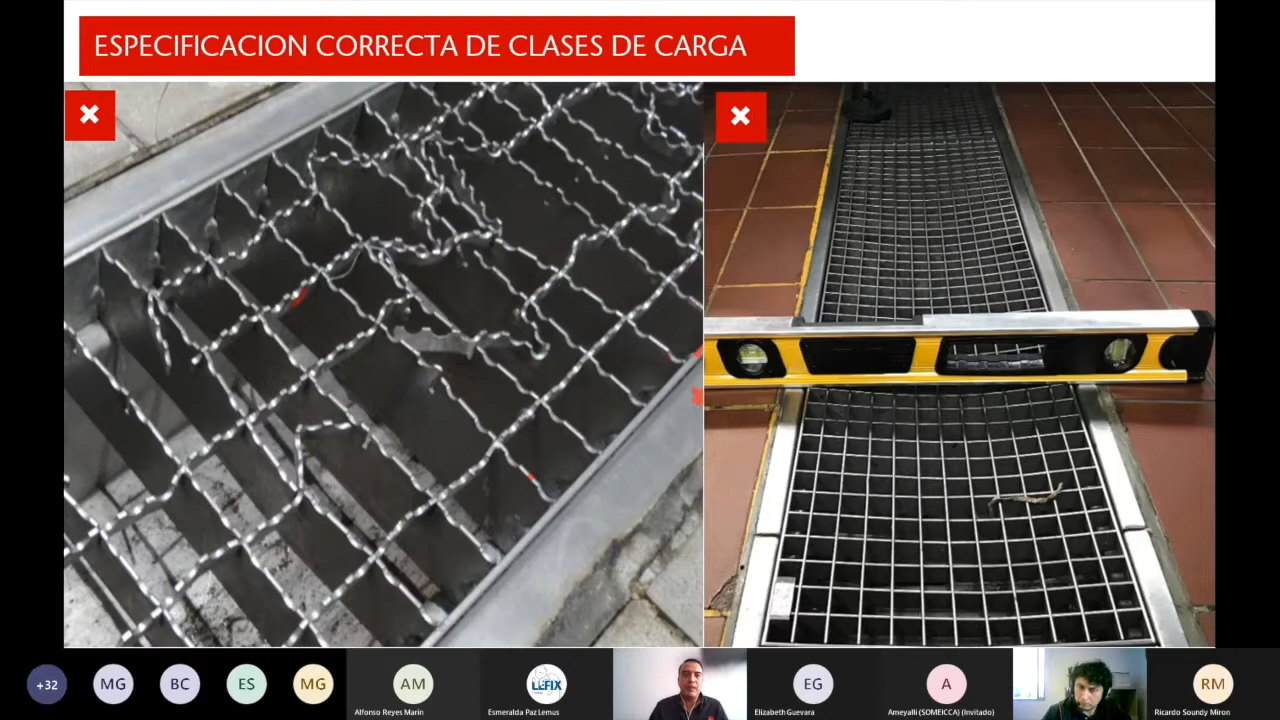 ESPECIFICACION CORRECTA DE CLASES DE CARGA
+32
MG
BC
ES
MG
AM
Alfonso Reyes Marin
LEFIX
Esmeralda Paz Lemus
EG
Elizabeth Guevara
A
Ameyalli (SOMEICCA) (Invitado)
RM
Ricardo Soundy Miron